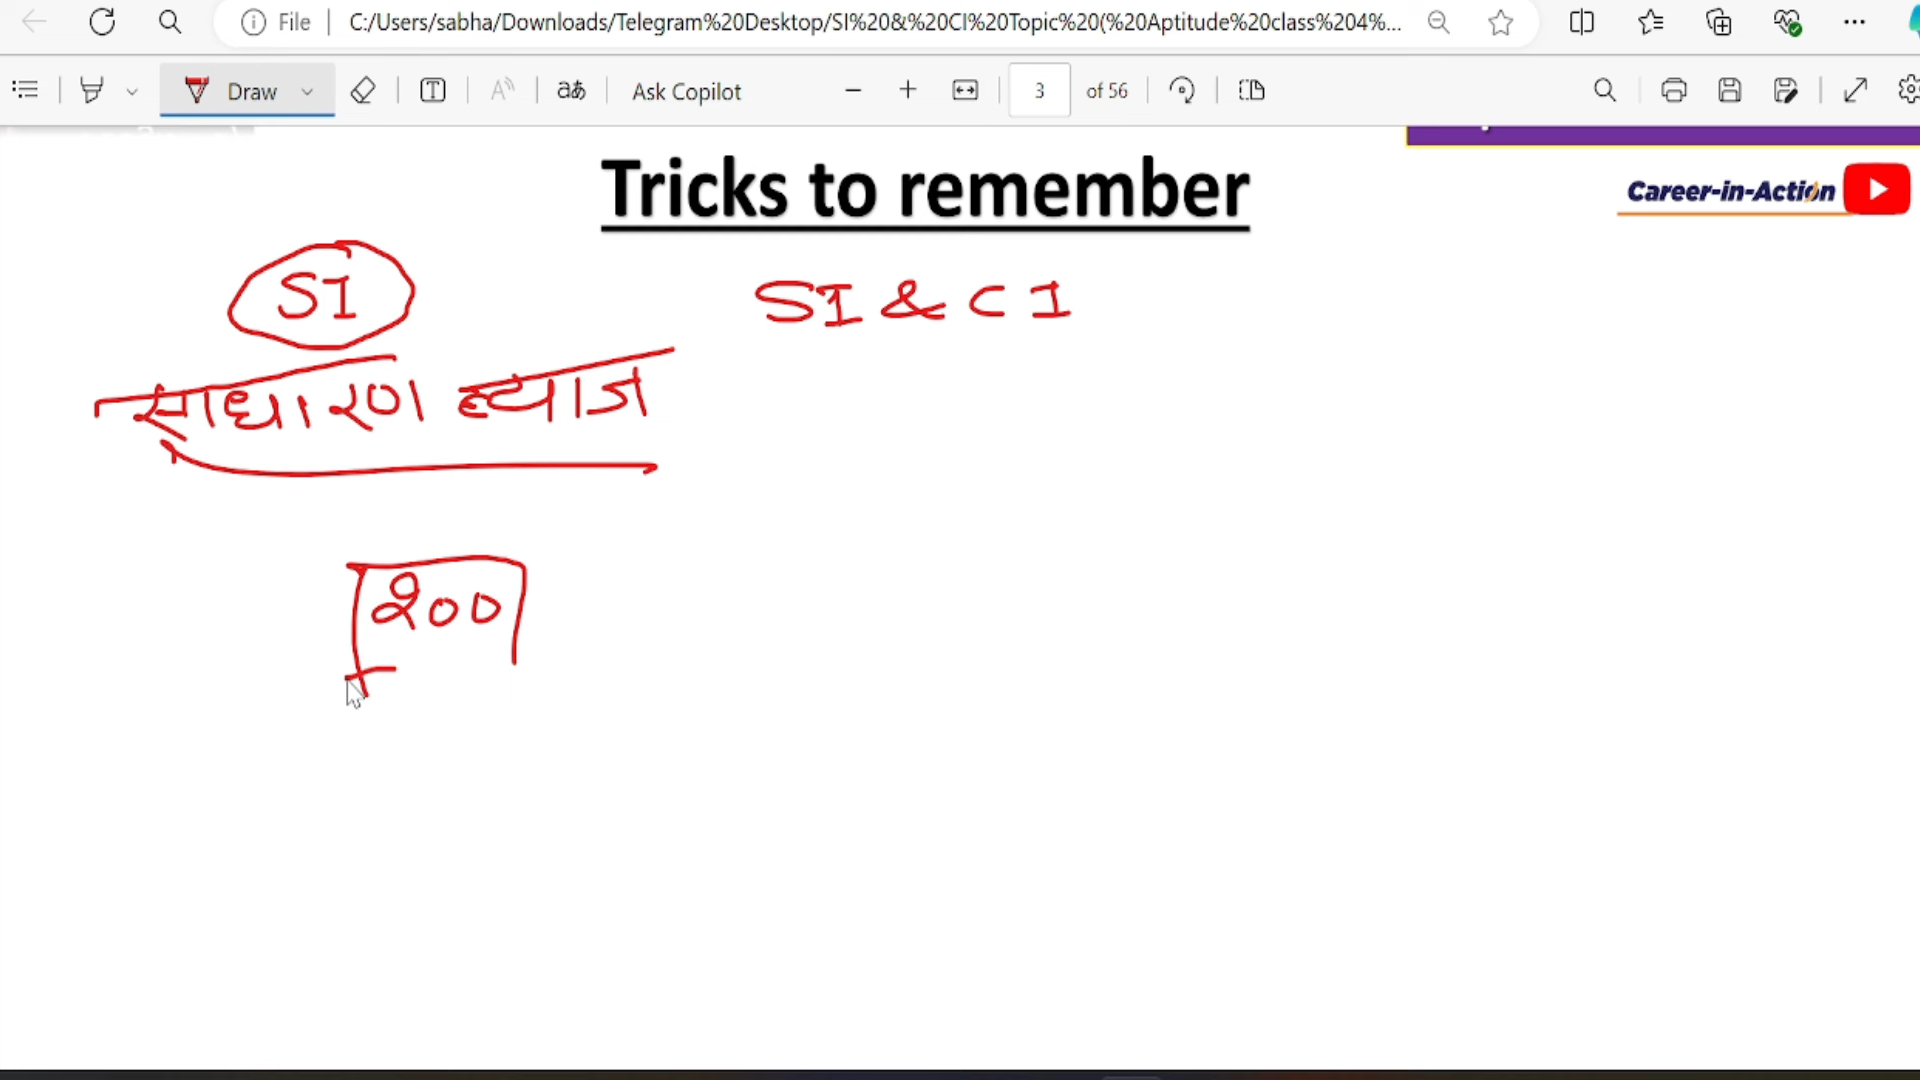 File C:/Users/sabha/Downloads/Telegram%20Desktop/SI%20&%20CI%20Topic%20(%20Aptitude%20class%204%...
Draw Ask Copilot 3 of 56
Tricks to remember
Career-in-Action
SI SI & CI
साधारण ब्याज
200